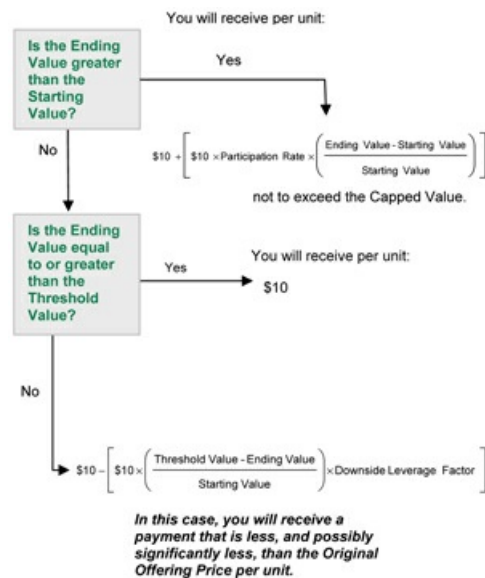 You will receive per unit:
Is the Ending
Value greater
than the
Starting
Value?
Yes
No
$10 + [ $10 × Participation Rate × ( Ending Value - Starting Value
Starting Value ) ]
not to exceed the Capped Value.
Is the Ending
Value equal
to or greater
than the
Threshold
Value?
Yes
You will receive per unit:
$10
No
$10 – [ $10 × ( Threshold Value - Ending Value
Starting Value ) × Downside Leverage Factor ]
In this case, you will receive a
payment that is less, and possibly
significantly less, than the Original
Offering Price per unit.